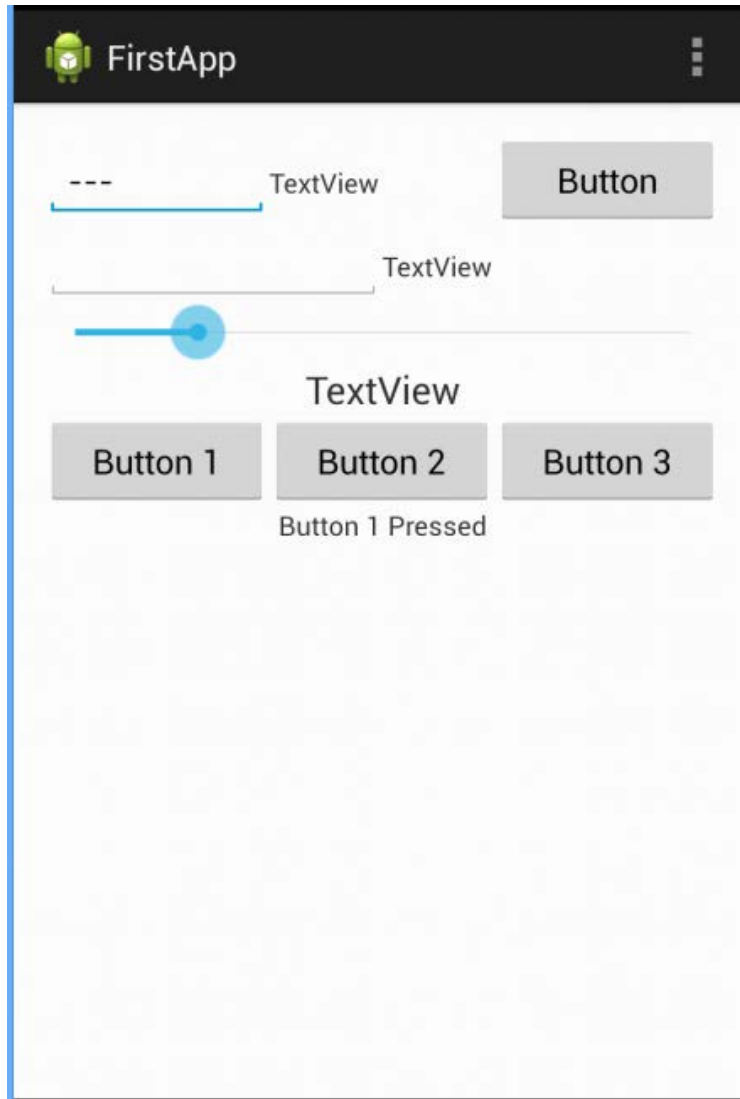 FirstApp
--- TextView Button
TextView
TextView
Button 1 Button 2 Button 3
Button 1 Pressed